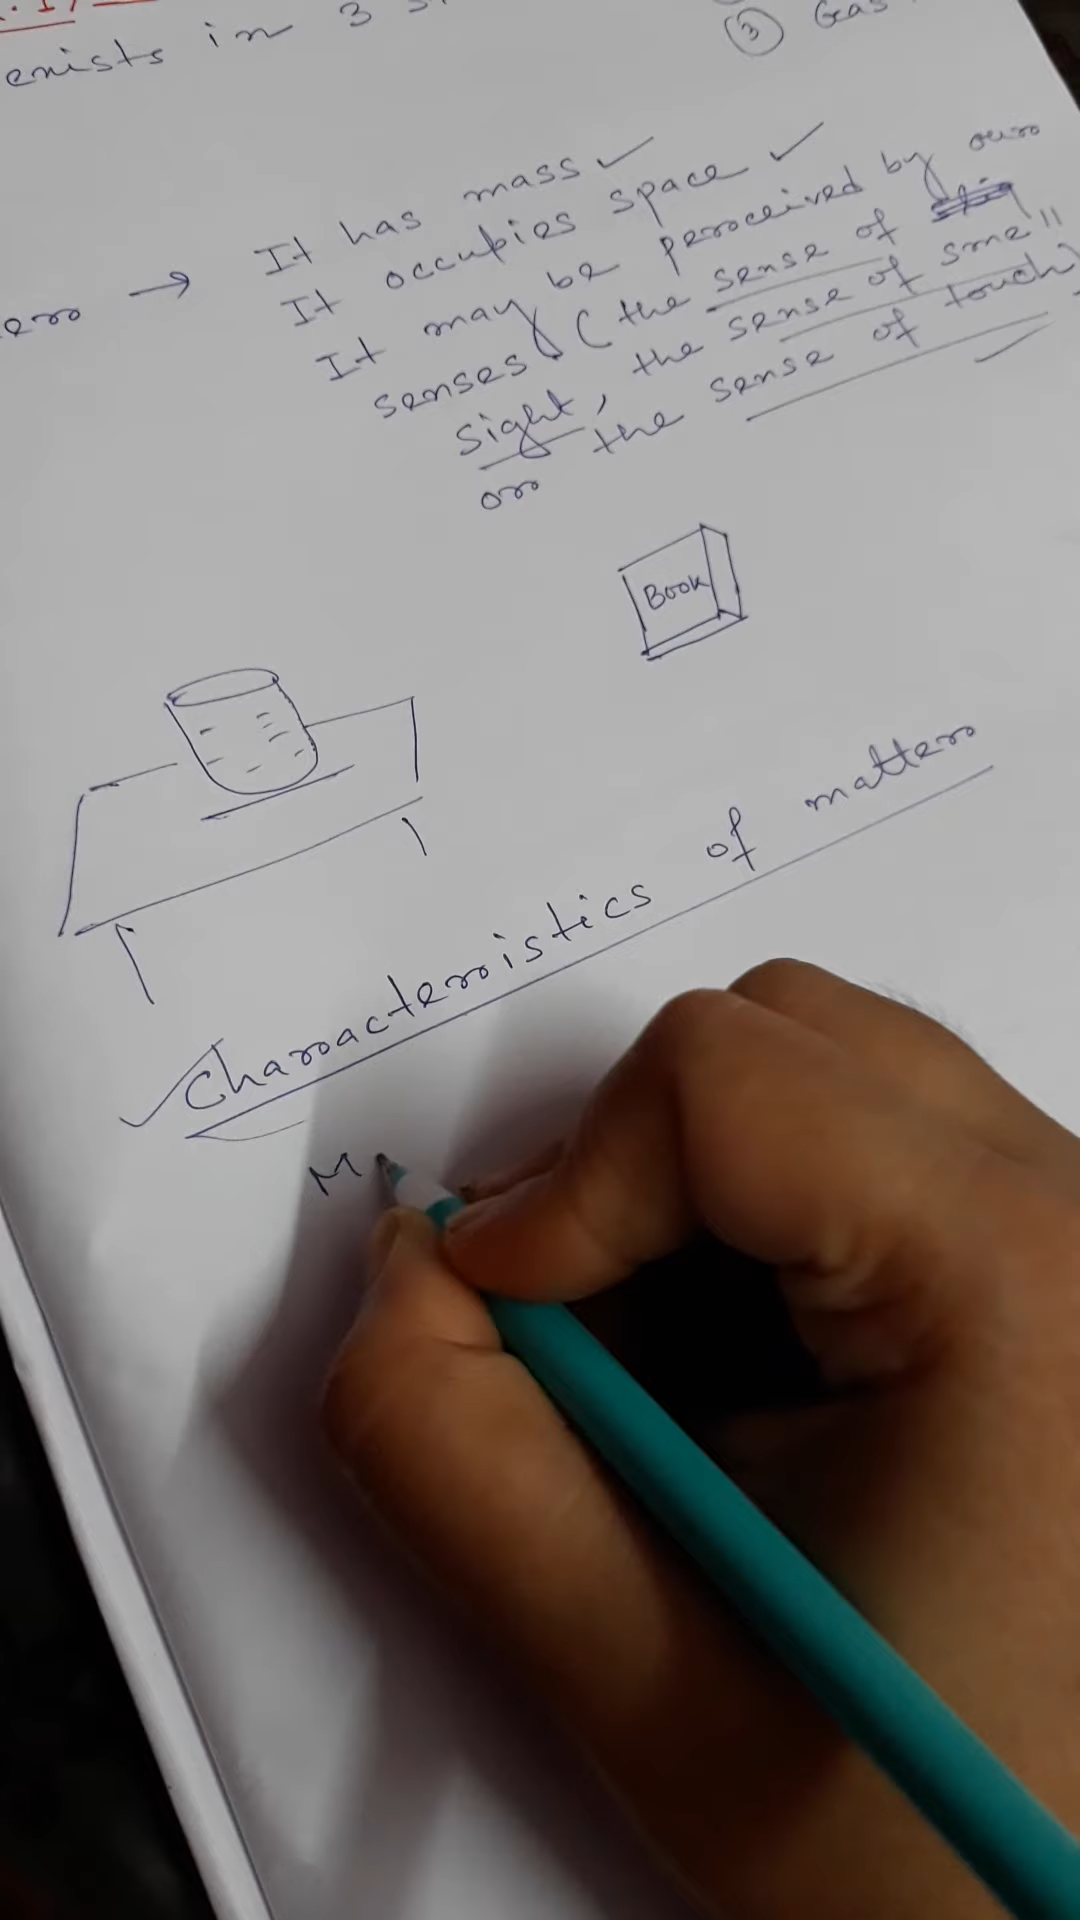 exists in 3
③ Gas
→ It has mass ✓
It occupies space ✓
It may be perceived by our
senses (the sense of
sight, the sense of sme"
or the sense of touch)
Book
✓ Characteristics of matter
M